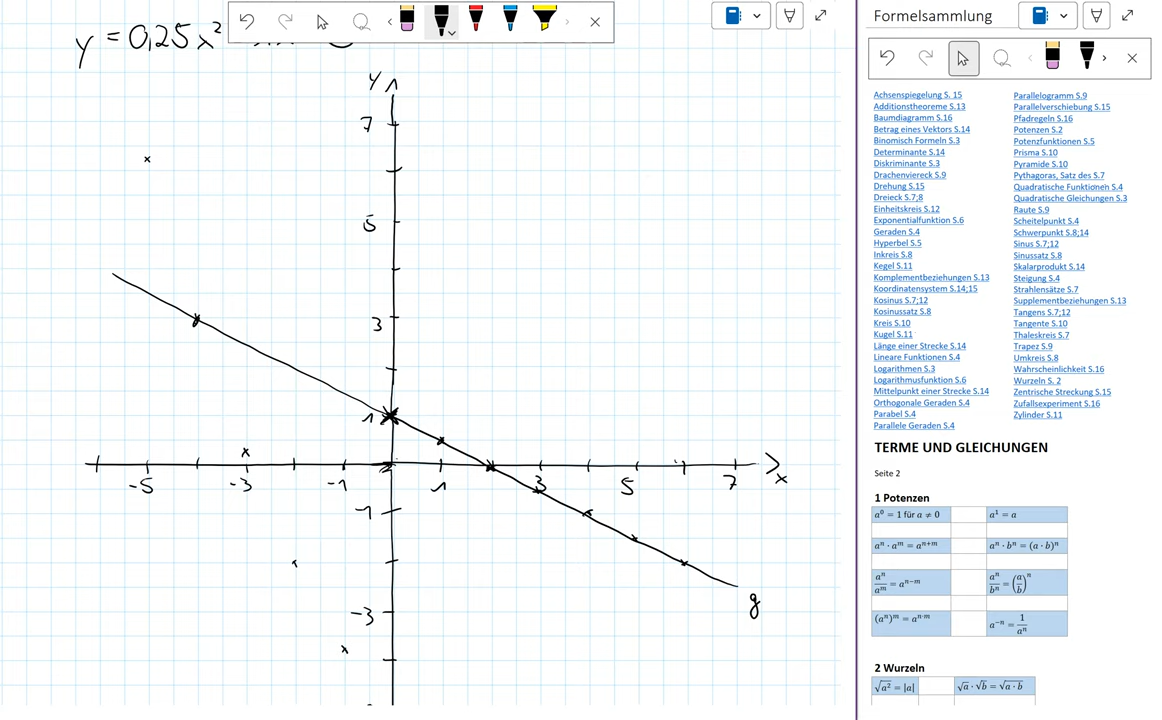 y = 0,25x²
y
7
5
3
1
-5 -3 -1 1 3 5 7 x
-1
-3
g
Formelsammlung
Achsenspiegelung S. 15
Additionstheoreme S.13
Baumdiagramm S.16
Betrag eines Vektors S.14
Binomisch Formeln S.3
Determinante S.14
Diskriminante S.3
Drachenviereck S.9
Drehung S.15
Dreieck S.7;8
Einheitskreis S.12
Exponentialfunktion S.6
Geraden S.4
Hyperbel S.5
Inkreis S.8
Kegel S.11
Komplementbeziehungen S.13
Koordinatensystem S.14;15
Kosinus S.7;12
Kosinussatz S.8
Kreis S.10
Kugel S.11
Länge einer Strecke S.14
Lineare Funktionen S.4
Logarithmen S.3
Logarithmusfunktion S.6
Mittelpunkt einer Strecke S.14
Orthogonale Geraden S.4
Parabel S.4
Parallele Geraden S.4
Parallelogramm S.9
Parallelverschiebung S.15
Pfadregeln S.16
Potenzen S.2
Potenzfunktionen S.5
Prisma S.10
Pyramide S.10
Pythagoras, Satz des S.7
Quadratische Funktionen S.4
Quadratische Gleichungen S.3
Raute S.9
Scheitelpunkt S.4
Schwerpunkt S.8;14
Sinus S.7;12
Sinussatz S.8
Skalarprodukt S.14
Steigung S.4
Strahlensätze S.7
Supplementbeziehungen S.13
Tangens S.7;12
Tangente S.10
Thaleskreis S.7
Trapez S.9
Umkreis S.8
Wahrscheinlichkeit S.16
Wurzeln S. 2
Zentrische Streckung S.15
Zufallsexperiment S.16
Zylinder S.11
TERME UND GLEICHUNGEN
Seite 2
1 Potenzen
a⁰ = 1 für a ≠ 0 a¹ = a
aⁿ · aᵐ = aⁿ⁺ᵐ aⁿ · bⁿ = (a · b)ⁿ
aⁿ/aᵐ = aⁿ⁻ᵐ aⁿ/bⁿ = (a/b)ⁿ
(aⁿ)ᵐ = aⁿ·ᵐ a⁻ⁿ = 1/aⁿ
2 Wurzeln
√a² = |a| √a · √b = √a · b